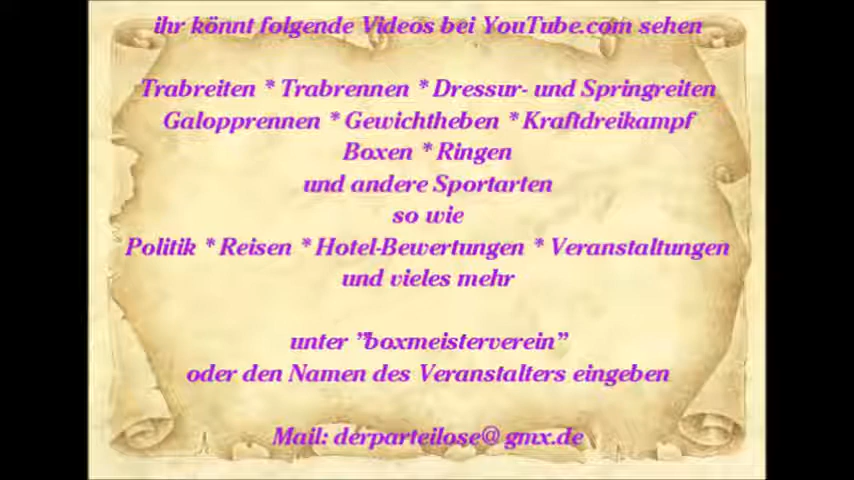 ihr könnt folgende Videos bei YouTube.com sehen
Trabreiten * Trabrennen * Dressur- und Springreiten
Galopprennen * Gewichtheben * Kraftdreikampf
Boxen * Ringen
und andere Sportarten
so wie
Politik * Reisen * Hotel-Bewertungen * Veranstaltungen
und vieles mehr
unter "boxmeisterverein"
oder den Namen des Veranstalters eingeben
Mail: derparteilose@ gmx.de